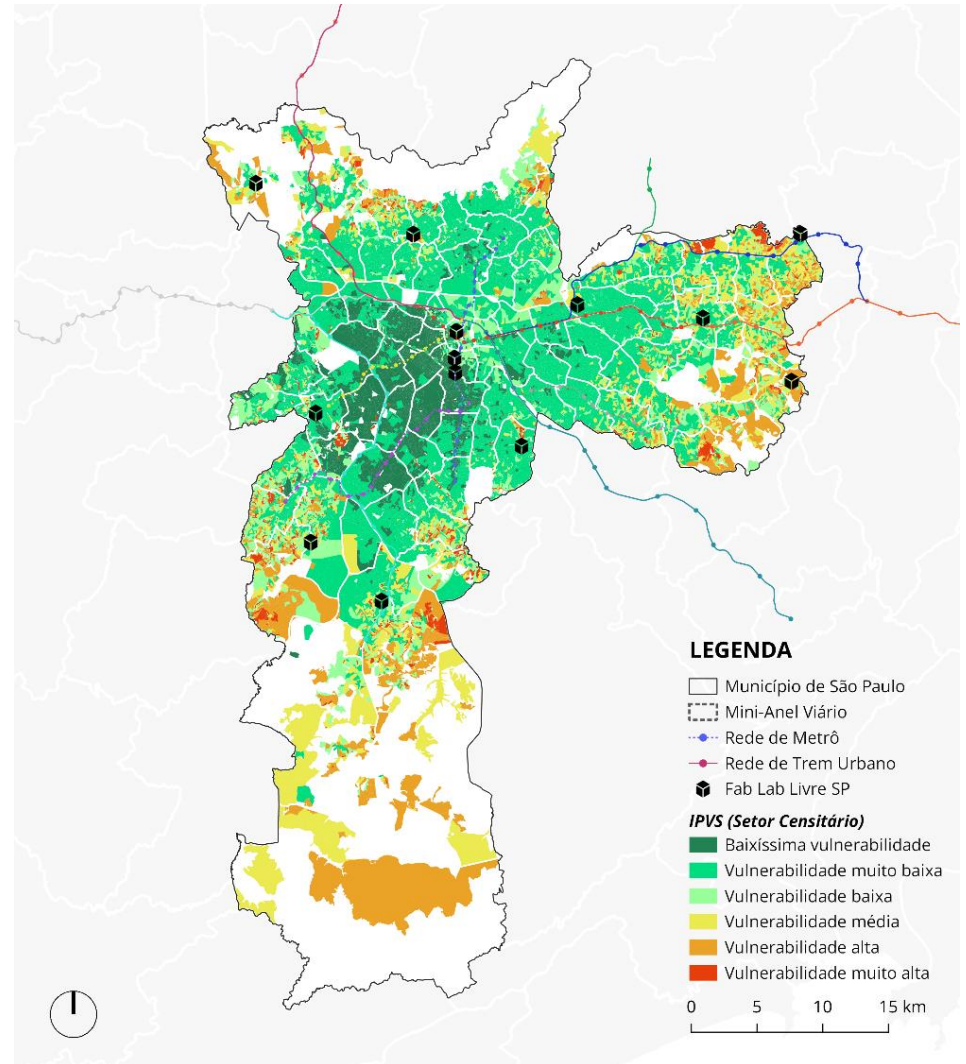 LEGENDA
Município de São Paulo
Mini-Anel Viário
Rede de Metrô
Rede de Trem Urbano
Fab Lab Livre SP
IPVS (Setor Censitário)
Baixíssima vulnerabilidade
Vulnerabilidade muito baixa
Vulnerabilidade baixa
Vulnerabilidade média
Vulnerabilidade alta
Vulnerabilidade muito alta
0 5 10 15 km